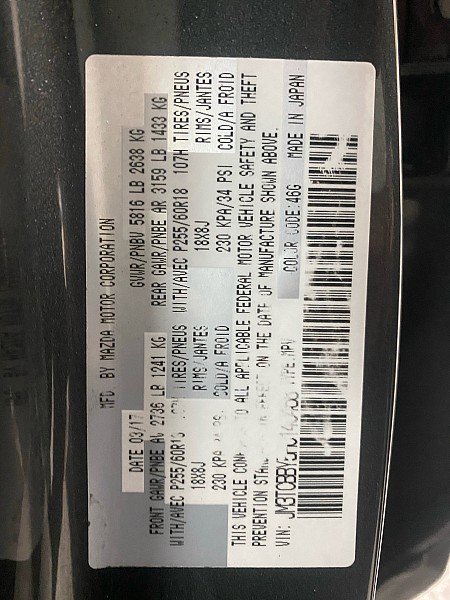 MFD BY MAZDA MOTOR CORPORATION
DATE 03/17 GVWR/PNBV 5816 LB 2638 KG
FRONT GAWR/PNBE AV 2736 LB 1241 KG REAR GAWR/PNBE AR 3159 LB 1433 KG
WITH/AVEC P255/60R18 TIRES/PNEUS WITH/AVEC P255/60R18 107H TIRES/PNEUS
18X8J RIMS/JANTES 18X8J RIMS/JANTES
230 KPA PSI COLD/A FROID 230 KPA/34 PSI COLD/A FROID
THIS VEHICLE TO ALL APPLICABLE FEDERAL MOTOR VEHICLE SAFETY AND THEFT
PREVENTION EFFECT ON THE DATE OF MANUFACTURE SHOWN ABOVE.
VIN: TYPE:MPV COLOR CODE:46G MADE IN JAPAN